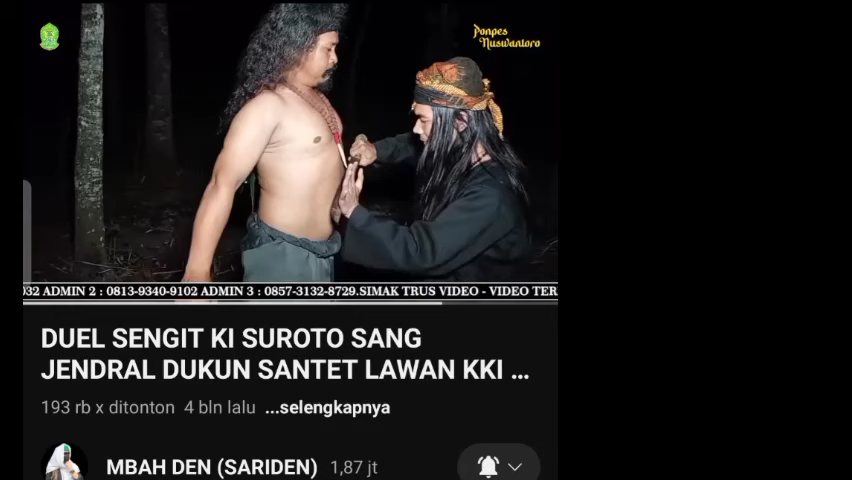 Ponpes
Nuswantoro
032 ADMIN 2 : 0813-9340-9102 ADMIN 3 : 0857-3132-8729.SIMAK TRUS VIDEO - VIDEO TER
DUEL SENGIT KI SUROTO SANG
JENDRAL DUKUN SANTET LAWAN KKI ...
193 rb x ditonton 4 bln lalu ...selengkapnya
MBAH DEN (SARIDEN) 1,87 jt